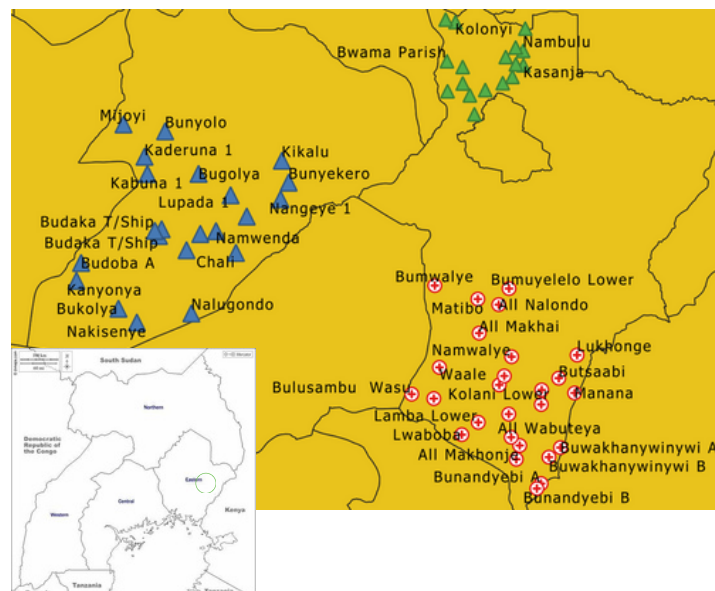 Kolonyi
Nambulu
Bwama Parish
Kasanja
Mijoyi
Bunyolo
Kaderuna 1
Kikalu
Kabuna 1
Bugolya
Bunyekero
Lupada 1
Nangeye 1
Budaka T/Ship
Namwenda
Budaka T/Ship
Budoba A
Chali
Kanyonya
Bukolya
Nalugondo
Nakisenye
Bumwalye
Bumuyelelo Lower
Matibo
All Nalondo
All Makhai
Namwalye
Lukhonge
Waale
Butsaabi
Bulusambu
Wasu
Kolani Lower
Manana
Lamba Lower
All Wabuteya
Lwaboba
All Makhonje
Buwakhanywinywi A
Buwakhanywinywi B
Bunandyebi A
Bunandyebi B
South Sudan
Northern
Democratic
Republic of
the Congo
Eastern
Central
Western
Kenya
Tanzania